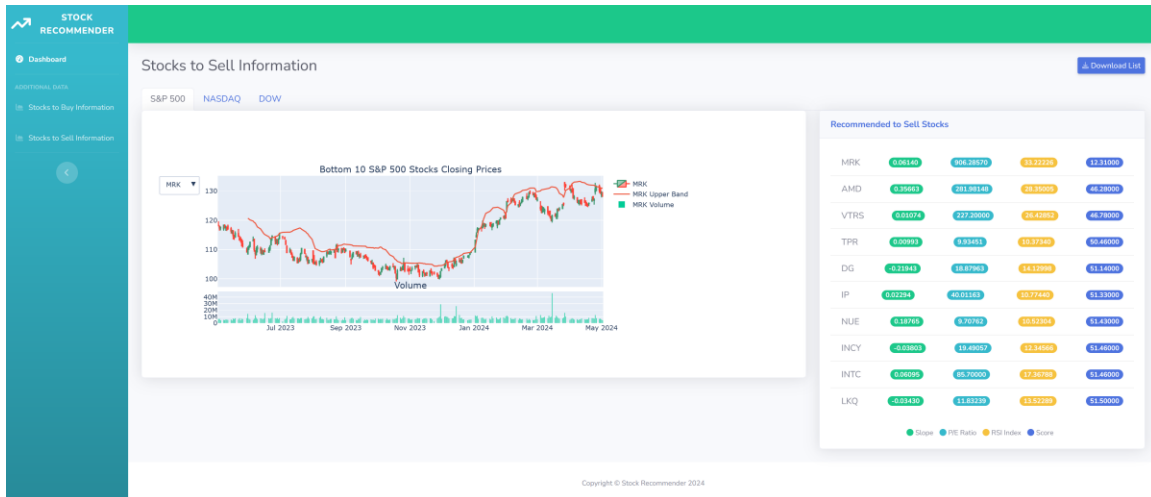 STOCK
RECOMMENDER
Dashboard
ADDITIONAL DATA
Stocks to Buy Information
Stocks to Sell Information
Stocks to Sell Information
Download List
S&P 500 NASDAQ DOW
Bottom 10 S&P 500 Stocks Closing Prices
MRK
130
120
110
100
MRK
MRK Upper Band
MRK Volume
Volume
40M
30M
20M
10M
0
Jul 2023 Sep 2023 Nov 2023 Jan 2024 Mar 2024 May 2024
Recommended to Sell Stocks
MRK 0.06140 906.28570 33.22226 12.31000
AMD 0.35663 281.98148 28.35005 46.28000
VTRS 0.01074 227.20000 26.42852 46.78000
TPR 0.00993 9.93451 10.37340 50.46000
DG -0.21943 18.87963 14.12998 51.14000
IP 0.02294 40.01163 10.77440 51.33000
NUE 0.18765 9.70762 10.52304 51.43000
INCY -0.03803 19.49057 12.34566 51.46000
INTC 0.06095 85.70000 17.36780 51.46000
LKQ -0.03430 11.83239 13.52289 51.50000
Slope P/E Ratio RSI Index Score
Copyright © Stock Recommender 2024